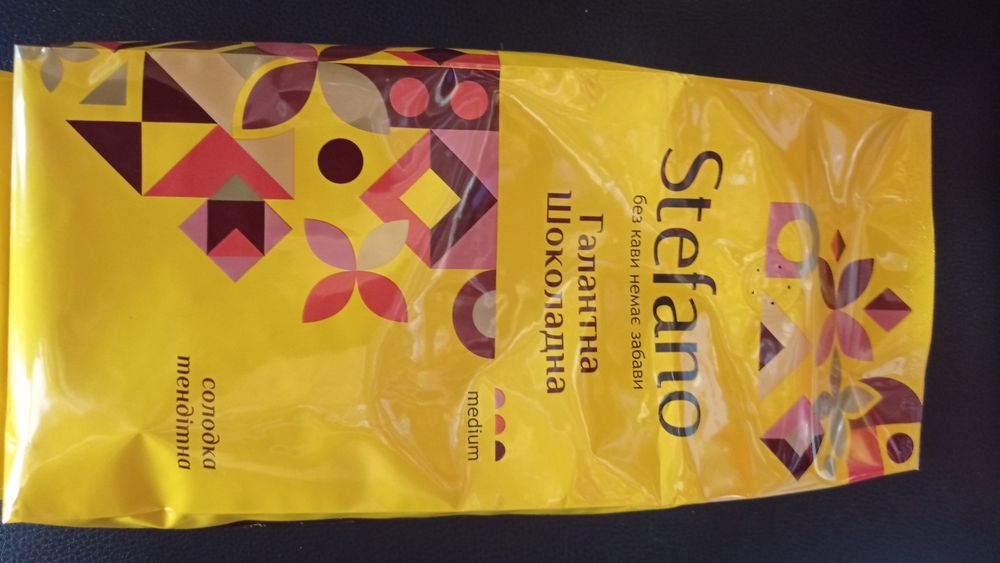 Stefano
без кави немає забави
Галантна
Шоколадна
medium
солодка
тендітна